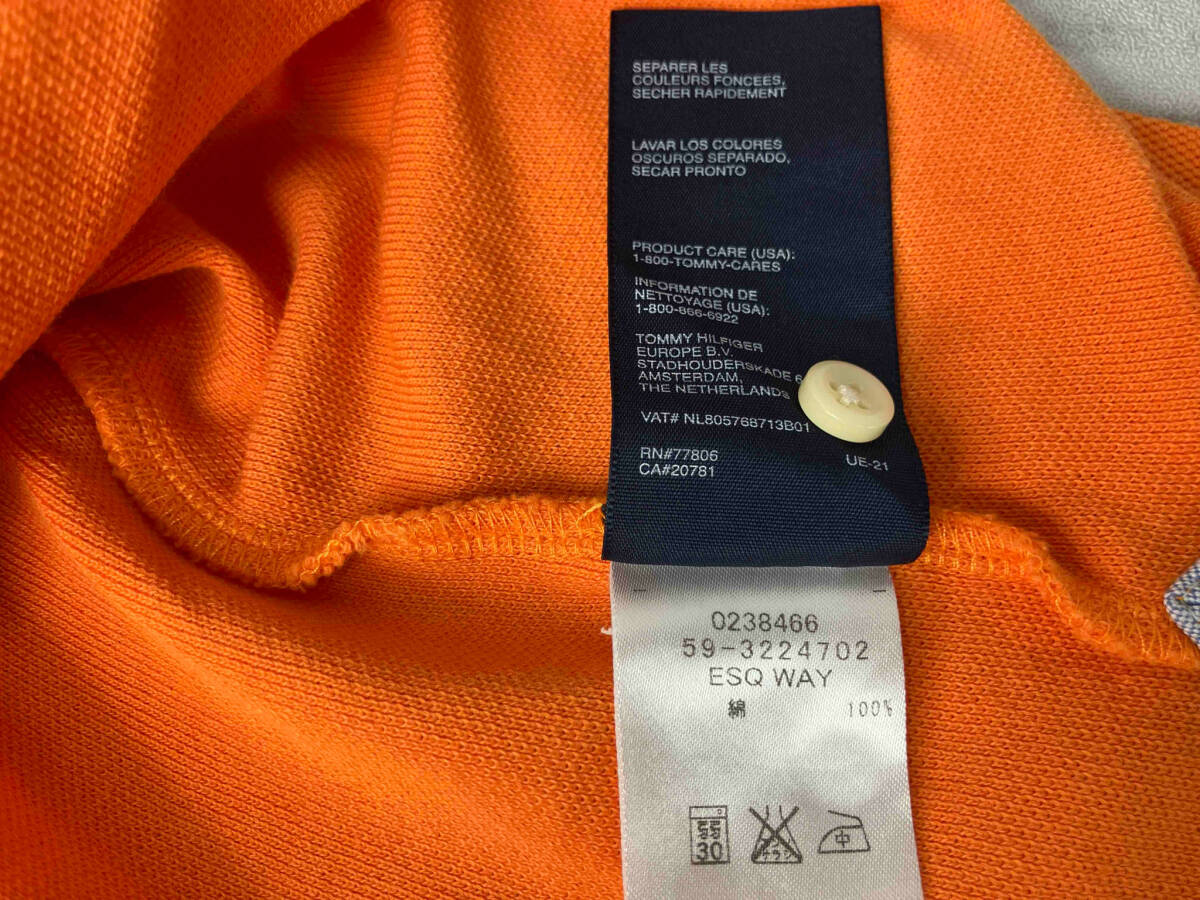 SEPARER LES
COULEURS FONCEES,
SECHER RAPIDEMENT
LAVAR LOS COLORES
OSCUROS SEPARADO,
SECAR PRONTO
PRODUCT CARE (USA):
1-800-TOMMY-CARES
INFORMATION DE
NETTOYAGE (USA):
1-800-866-6922
TOMMY HILFIGER
EUROPE B.V.
STADHOUDERSKADE 6
AMSTERDAM,
THE NETHERLANDS
VAT# NL805768713B01
RN#77806
CA#20781
UE-21
0238466
59-3224702
ESQ WAY
綿 100%
30
中